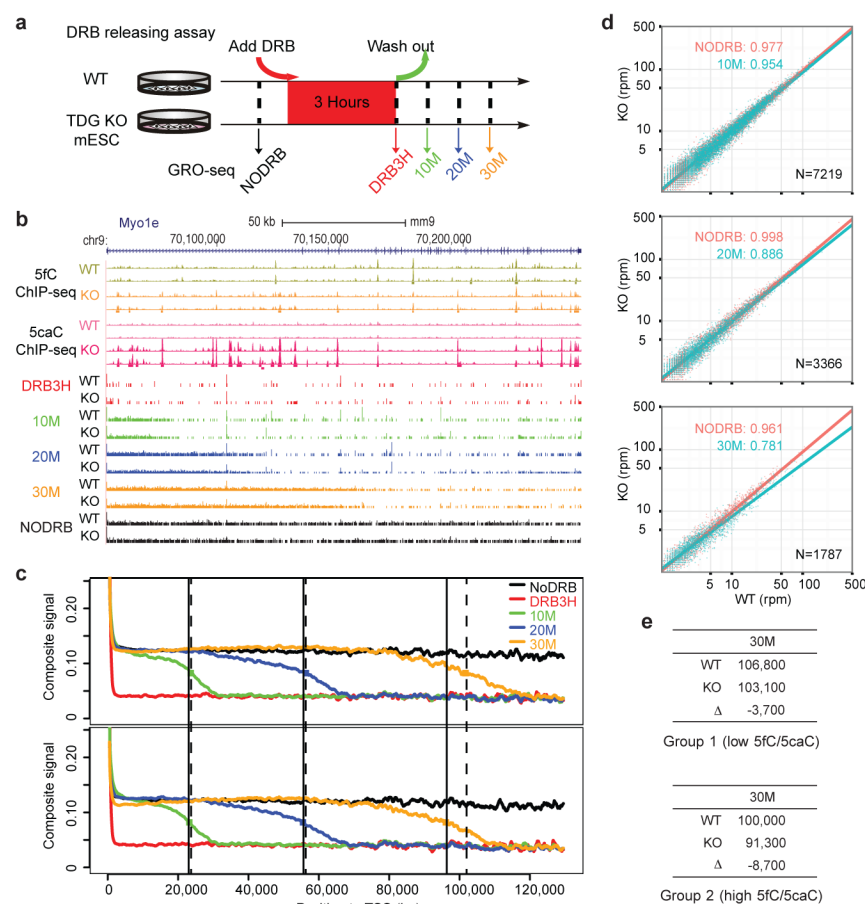 a
DRB releasing assay
Add DRB
Wash out
WT
3 Hours
TDG KO
mESC
GRO-seq
NODRB
DRB3H
10M
20M
30M
b
Myo1e
50 kb
mm9
chr9:
70,100,000
70,150,000
70,200,000
5fC
ChIP-seq
WT
KO
5caC
ChIP-seq
WT
KO
DRB3H
WT
KO
10M
WT
KO
20M
WT
KO
30M
WT
KO
NODRB
WT
KO
c
Composite signal
0.20
0.10
0
NoDRB
DRB3H
10M
20M
30M
Composite signal
0.20
0.10
0
0
20,000
40,000
60,000
80,000
100,000
120,000
d
KO (rpm)
500
100
50
10
5
NODRB: 0.977
10M: 0.954
N=7219
KO (rpm)
500
100
50
10
5
NODRB: 0.998
20M: 0.886
N=3366
KO (rpm)
500
100
50
10
5
NODRB: 0.961
30M: 0.781
N=1787
5 10 50 100 500
WT (rpm)
e
30M
WT 106,800
KO 103,100
Δ -3,700
Group 1 (low 5fC/5caC)
30M
WT 100,000
KO 91,300
Δ -8,700
Group 2 (high 5fC/5caC)